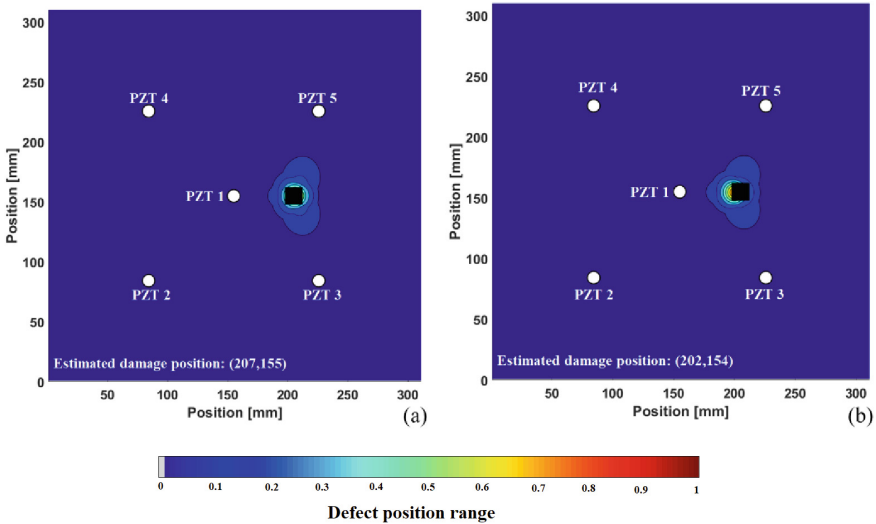 300
250
200
150
100
50
0
Position [mm]
PZT 4
PZT 5
PZT 1
PZT 2
PZT 3
Estimated damage position: (207,155)
50 100 150 200 250 300
Position [mm]
(a)
300
250
200
150
100
50
0
Position [mm]
PZT 4
PZT 5
PZT 1
PZT 2
PZT 3
Estimated damage position: (202,154)
50 100 150 200 250 300
Position [mm]
(b)
0 0.1 0.2 0.3 0.4 0.5 0.6 0.7 0.8 0.9 1
Defect position range